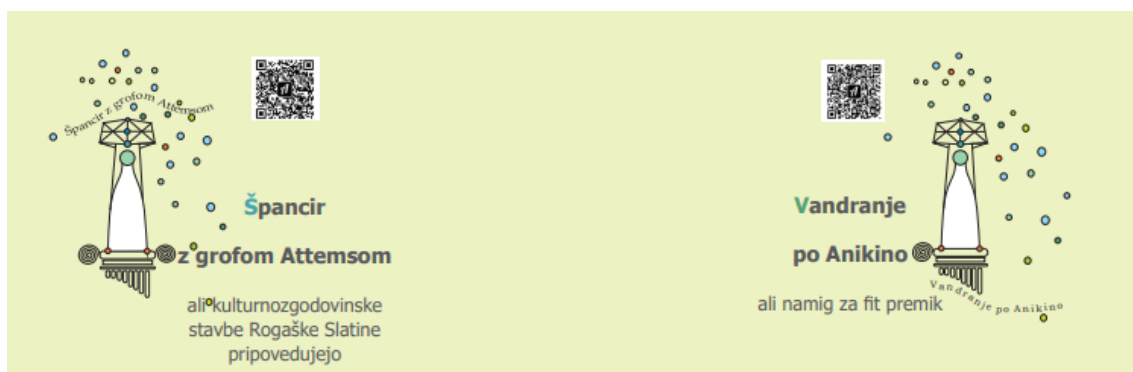 Špancir z grofom Attemsom
Špancir
z grofom Attemsom
ali kulturnozgodovinske
stavbe Rogaške Slatine
pripovedujejo
Vandranje
po Anikino
ali namig za fit premik
Vandranje po Anikino